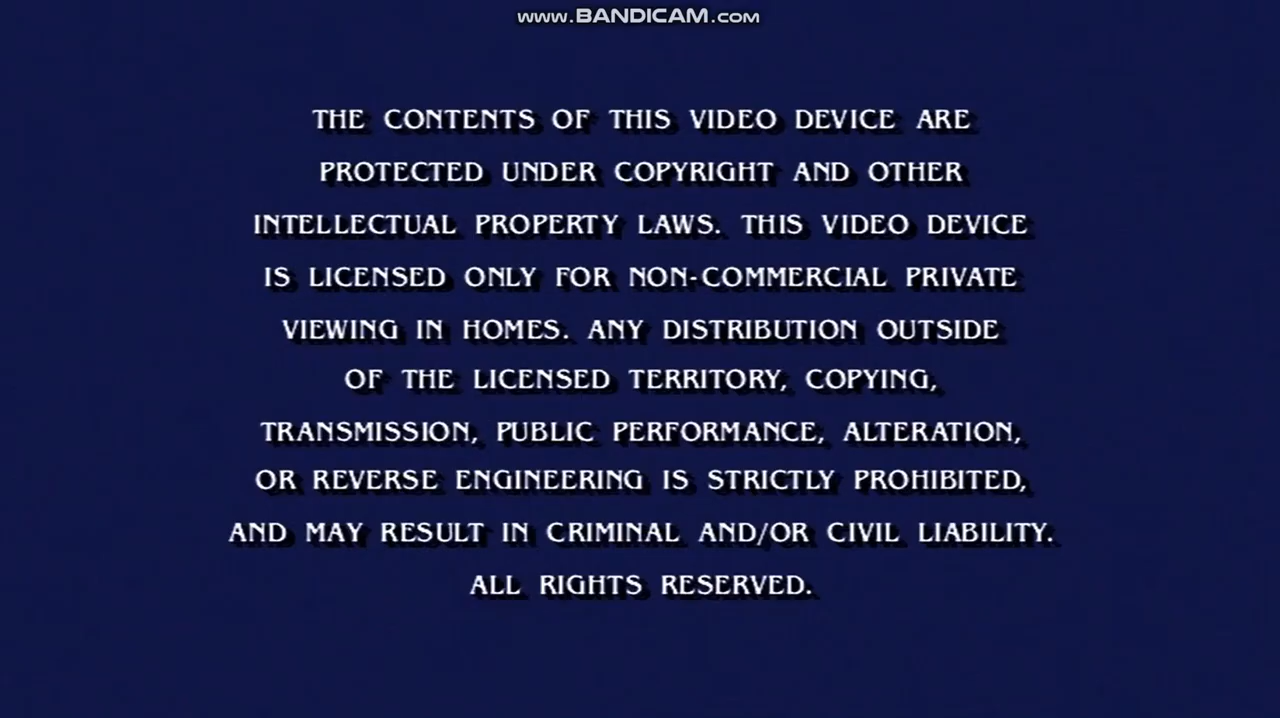 www.BANDICAM.com
THE CONTENTS OF THIS VIDEO DEVICE ARE
PROTECTED UNDER COPYRIGHT AND OTHER
INTELLECTUAL PROPERTY LAWS. THIS VIDEO DEVICE
IS LICENSED ONLY FOR NON-COMMERCIAL PRIVATE
VIEWING IN HOMES. ANY DISTRIBUTION OUTSIDE
OF THE LICENSED TERRITORY, COPYING,
TRANSMISSION, PUBLIC PERFORMANCE, ALTERATION,
OR REVERSE ENGINEERING IS STRICTLY PROHIBITED,
AND MAY RESULT IN CRIMINAL AND/OR CIVIL LIABILITY.
ALL RIGHTS RESERVED.